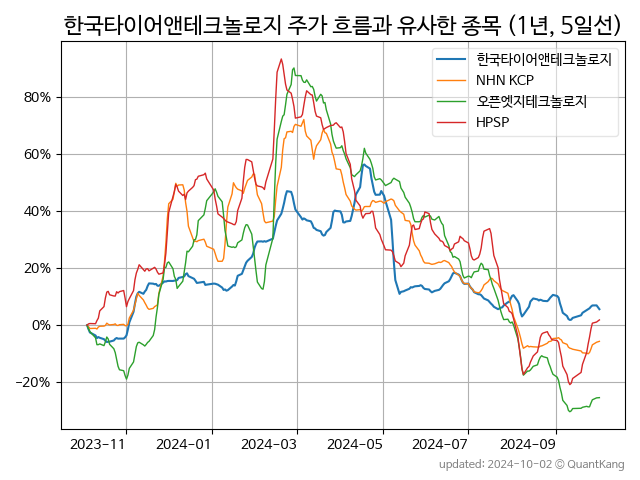 한국타이어앤테크놀로지 주가 흐름과 유사한 종목 (1년, 5일선)
한국타이어앤테크놀로지
NHN KCP
오픈엣지테크놀로지
HPSP
80%
60%
40%
20%
0%
−20%
2023-11
2024-01
2024-03
2024-05
2024-07
2024-09
updated: 2024-10-02 © QuantKang